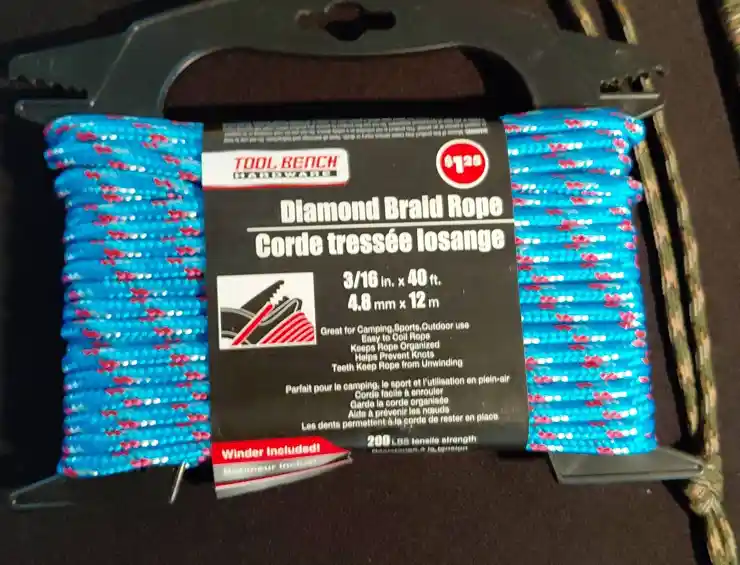 TOOL BENCH
HARDWARE
$1.25
Diamond Braid Rope
Corde tressée losange
3/16 in. x 40 ft.
4.8 mm x 12 m
Great for Camping,Sports,Outdoor use
Easy to Coil Rope
Keeps Rope Organized
Helps Prevent Knots
Teeth Keep Rope from Unwinding
Parfait pour le camping, le sport et l'utilisation en plein-air
Corde facile à enrouler
Garde la corde organisée
Aide à prévenir les nœuds
Les dents permettent à la corde de rester en place
200 LBS tensile strength
Winder Included!